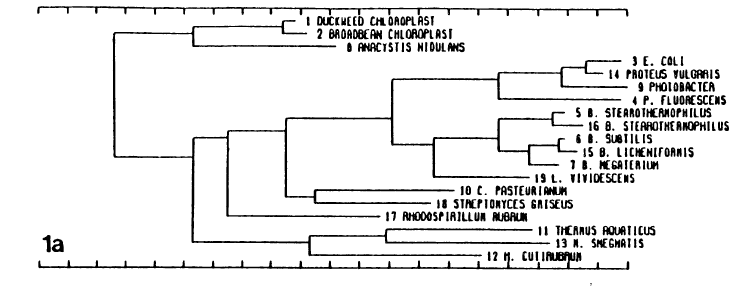 1 DUCKWEED CHLOROPLAST
2 BROADBEAN CHLOROPLAST
8 ANACYSTIS NIDULANS
3 E. COLI
14 PROTEUS VULGARIS
9 PHOTOBACTER
4 P. FLUORESCENS
5 B. STEAROTHERMOPHILUS
16 B. STEAROTHERMOPHILUS
6 B. SUBTILIS
15 B. LICHENIFORMIS
7 B. MEGATERIUM
19 L. VIVIDESCENS
10 C. PASTEURIANUM
18 STREPTOMYCES GRISEUS
17 RHODOSPIRILLUM RUBRUM
11 THERMUS AQUATICUS
13 M. SMEGMATIS
12 H. CUTIRUBRUM
1a